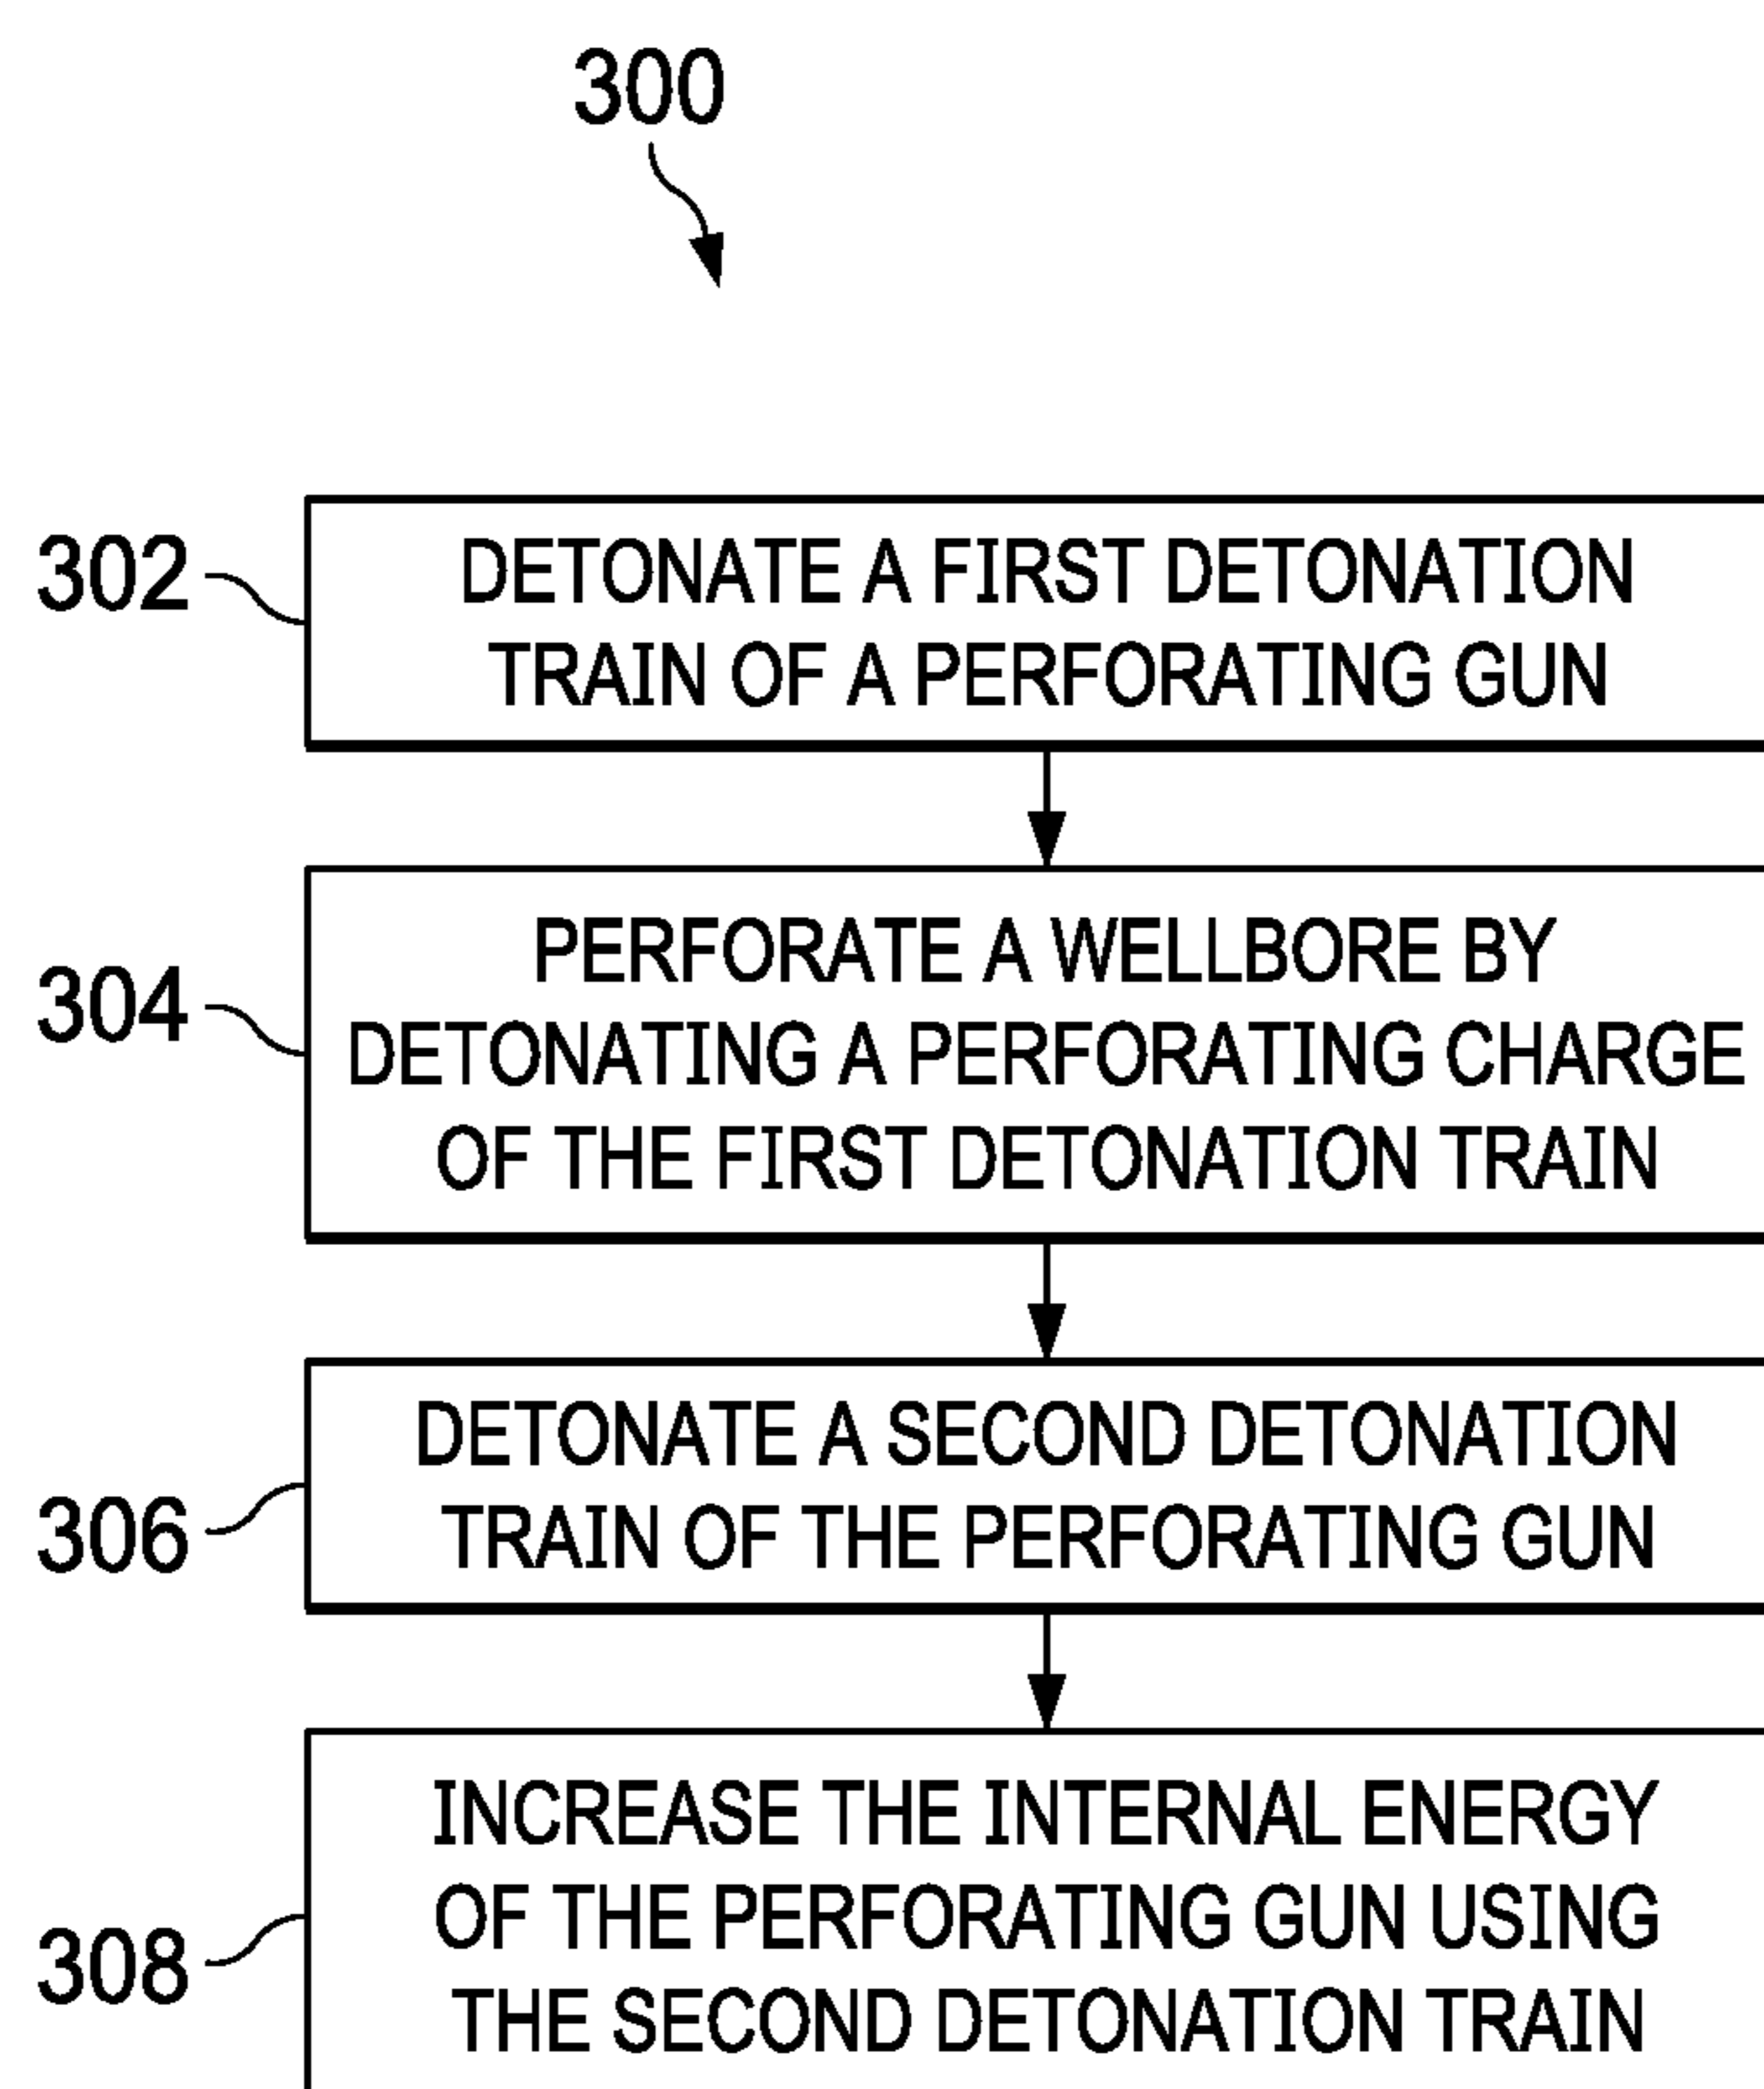 300
302
DETONATE A FIRST DETONATION
TRAIN OF A PERFORATING GUN
304
PERFORATE A WELLBORE BY
DETONATING A PERFORATING CHARGE
OF THE FIRST DETONATION TRAIN
306
DETONATE A SECOND DETONATION
TRAIN OF THE PERFORATING GUN
308
INCREASE THE INTERNAL ENERGY
OF THE PERFORATING GUN USING
THE SECOND DETONATION TRAIN